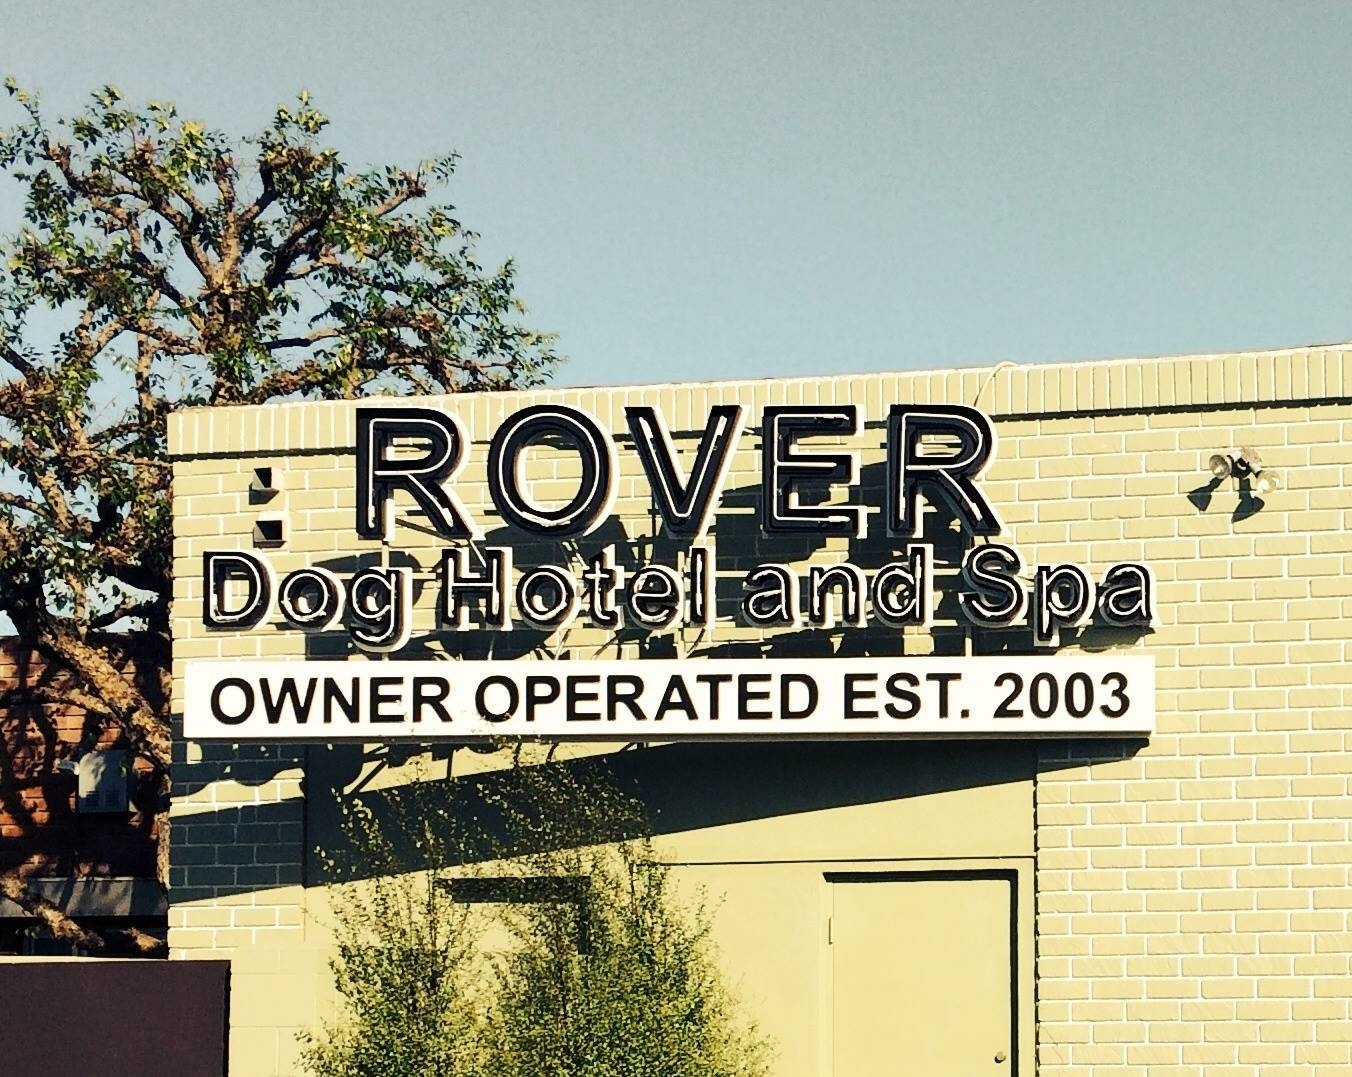 ROVER
Dog Hotel and Spa
OWNER OPERATED EST. 2003